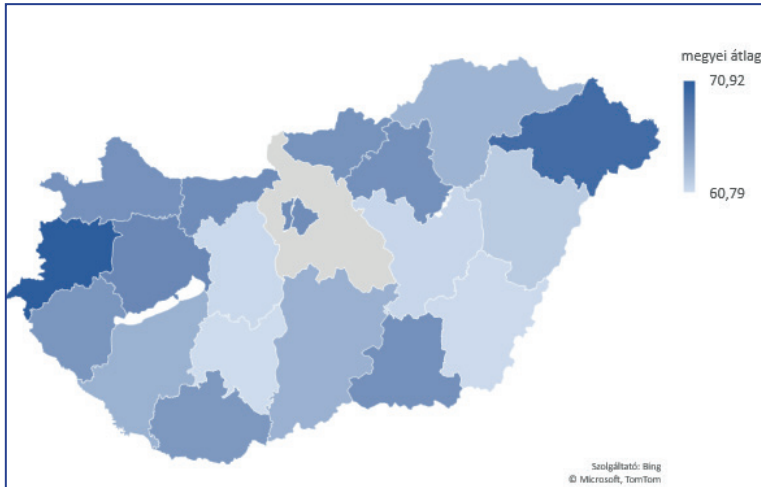 megyei átlag
70,92
60,79
Szolgáltató: Bing
© Microsoft, TomTom